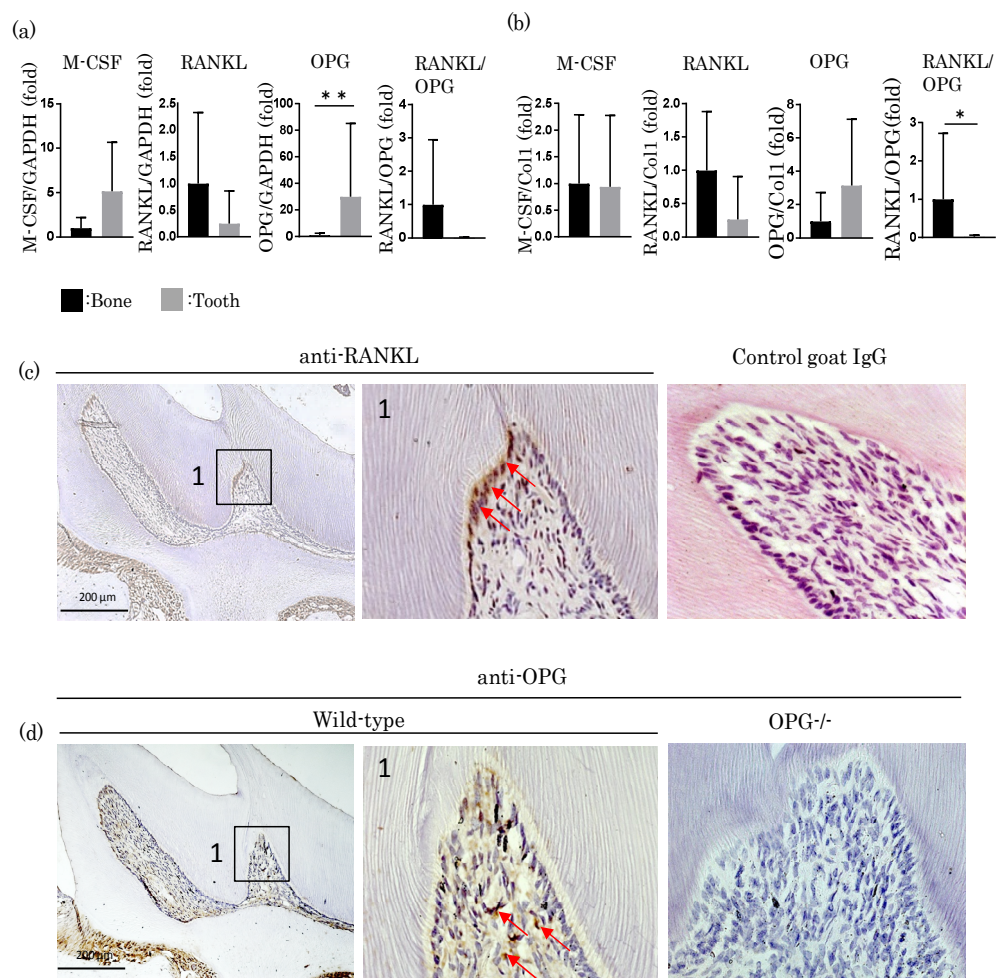 (a)
M-CSF
RANKL
OPG
RANKL/
OPG
M-CSF/GAPDH (fold)
15
10
5
0
RANKL/GAPDH (fold)
2.5
2.0
1.5
1.0
0.5
0.0
OPG/GAPDH (fold)
100
80
60
40
20
0
**
RANKL/OPG (fold)
4
3
2
1
0
(b)
M-CSF
RANKL
OPG
RANKL/
OPG
M-CSF/Col1 (fold)
2.5
2.0
1.5
1.0
0.5
0.0
RANKL/Col1 (fold)
2.5
2.0
1.5
1.0
0.5
0.0
OPG/Col1 (fold)
8
6
4
2
0
RANKL/OPG(fold)
3
2
1
0
*
:Bone :Tooth
(c)
anti-RANKL
Control goat IgG
1
200 μm
1
anti-OPG
(d)
Wild-type
OPG-/-
1
200 μm
1